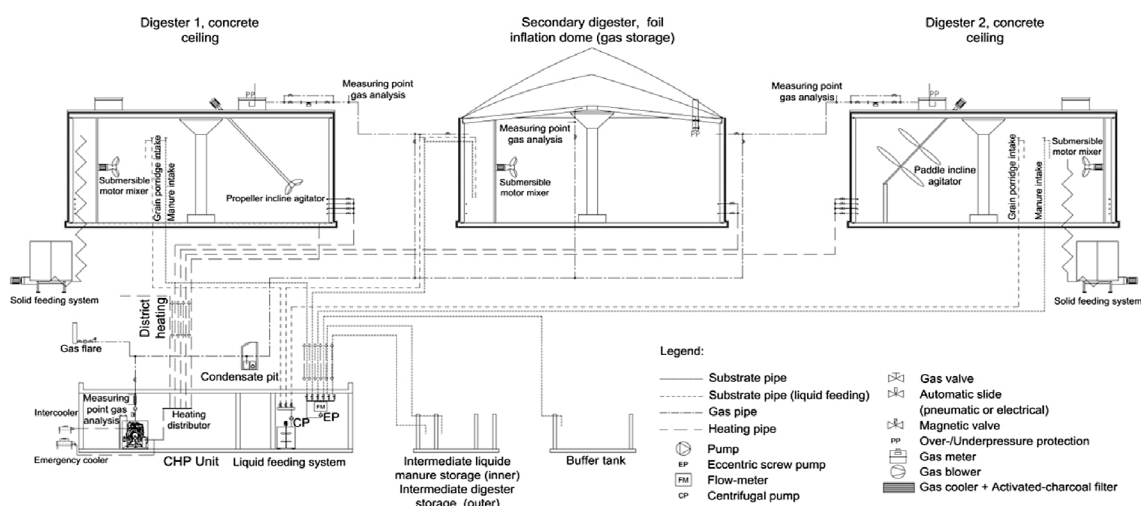 Digester 1, concrete
ceiling
Secondary digester, foil
inflation dome (gas storage)
Digester 2, concrete
ceiling
Measuring point
gas analysis
PP
Measuring point
gas analysis
PP
Measuring point
gas analysis
PP
Submersible
motor mixer
Grain porridge intake
Manure intake
Propeller incline agitator
Submersible
motor mixer
Paddle incline
agitator
Grain porridge intake
Manure intake
Submersible
motor mixer
Solid feeding system
Solid feeding system
District
heating
Gas flare
Condensate pit
Measuring
point gas
analysis
Intercooler
Emergency cooler
Heating
distributor
CHP Unit
CP
FM
EP
Liquid feeding system
Intermediate liquide
manure storage (inner)
Intermediate digester
storage (outer)
Buffer tank
Legend:
Substrate pipe
Substrate pipe (liquid feeding)
Gas pipe
Heating pipe
Pump
EP Eccentric screw pump
FM Flow-meter
CP Centrifugal pump
Gas valve
Automatic slide
(pneumatic or electrical)
Magnetic valve
PP Over-/Underpressure protection
Gas meter
Gas blower
Gas cooler + Activated-charcoal filter